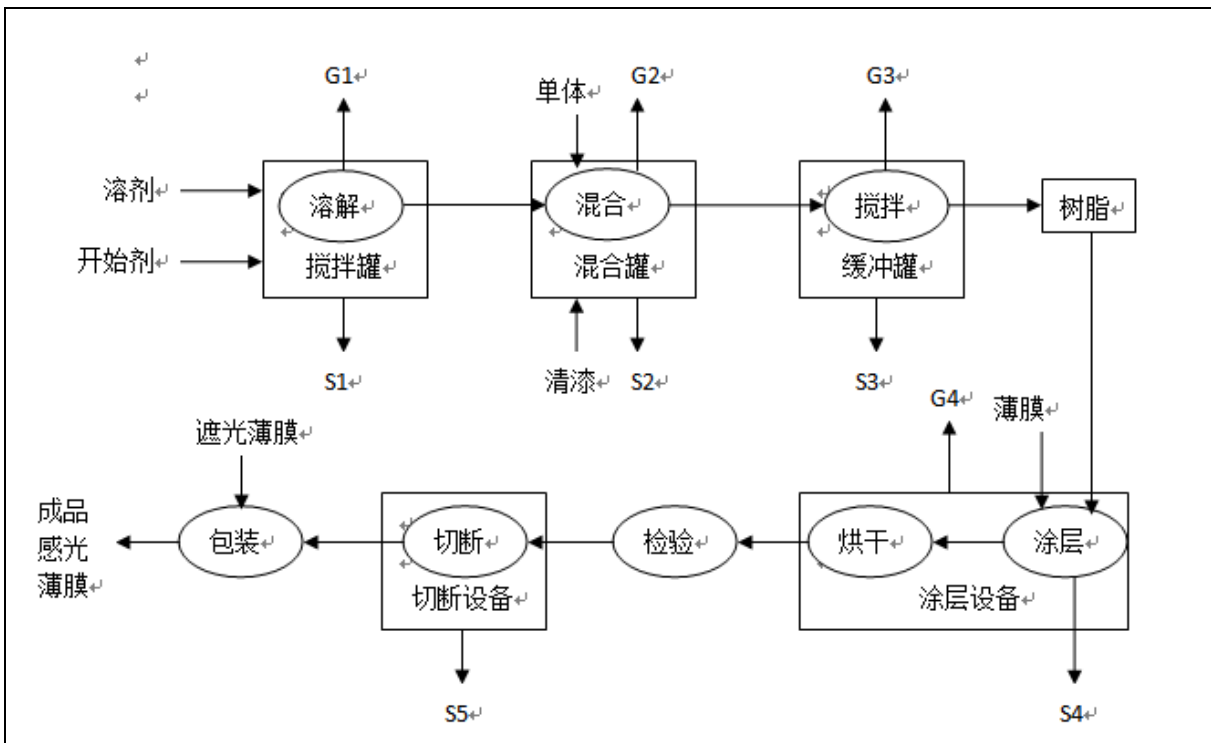 G1
单体
G2
G3
溶剂
溶解
混合
搅拌
树脂
开始剂
搅拌罐
混合罐
缓冲罐
S1
清漆
S2
S3
G4
薄膜
遮光薄膜
成品
感光
薄膜
包装
切断
检验
烘干
涂层
切断设备
涂层设备
S5
S4